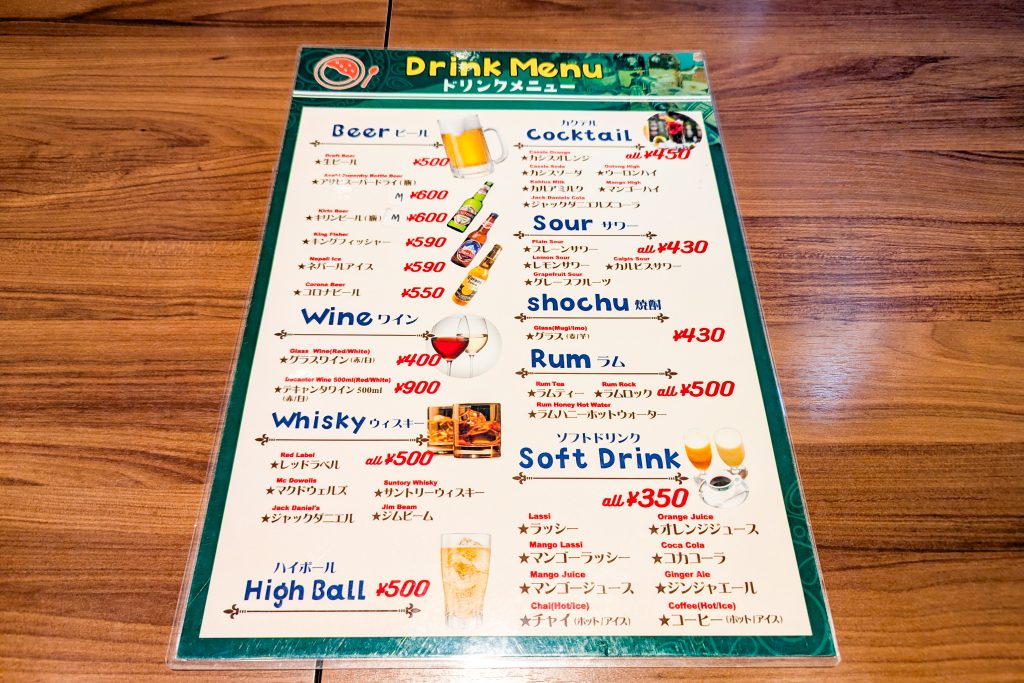 Drink Menu
ドリンクメニュー
Beer ビール
Draft Beer
★生ビール ¥500
Asahi Superdry Bottle Beer
★アサヒスーパードライ(瓶)
M ¥600
Kirin Beer
★キリンビール(瓶) M ¥600
King Fisher
★キングフィッシャー ¥590
Nepali Ice
★ネパールアイス ¥590
Corona Beer
★コロナビール ¥550
Wine ワイン
Glass Wine(Red/White)
★グラスワイン(赤/白) ¥400
Decanter Wine 500ml(Red/White)
★デキャンタワイン 500ml ¥900
(赤/白)
Whisky ウィスキー
Red Label
★レッドラベル all ¥500
Mc Dowells Suntory Whisky
★マクドウェルズ ★サントリーウィスキー
Jack Daniel's Jim Beam
★ジャックダニエル ★ジムビーム
ハイボール
High Ball ¥500
カクテル
Cocktail
Cassis Orange all ¥450
★カシスオレンジ
Cassis Soda Oolong High
★カシスソーダ ★ウーロンハイ
Kahlua Milk Mango High
★カルアミルク ★マンゴーハイ
Jack Daniels Cola
★ジャックダニエルズコーラ
Sour サワー
Plain Sour all ¥430
★プレーンサワー
Lemon Sour Calpis Sour
★レモンサワー ★カルピスサワー
Grapefruit Sour
★グレープフルーツ
shochu 焼酎
Glass(Mugi/Imo)
★グラス(麦/芋) ¥430
Rum ラム
Rum Tea Rum Rock
★ラムティー ★ラムロック all ¥500
Rum Honey Hot Water
★ラムハニーホットウォーター
ソフトドリンク
Soft Drink
all ¥350
Lassi Orange Juice
★ラッシー ★オレンジジュース
Mango Lassi Coca Cola
★マンゴーラッシー ★コカコーラ
Mango Juice Ginger Ale
★マンゴージュース ★ジンジャエール
Chai(Hot/Ice) Coffee(Hot/Ice)
★チャイ(ホット/アイス) ★コーヒー(ホット/アイス)